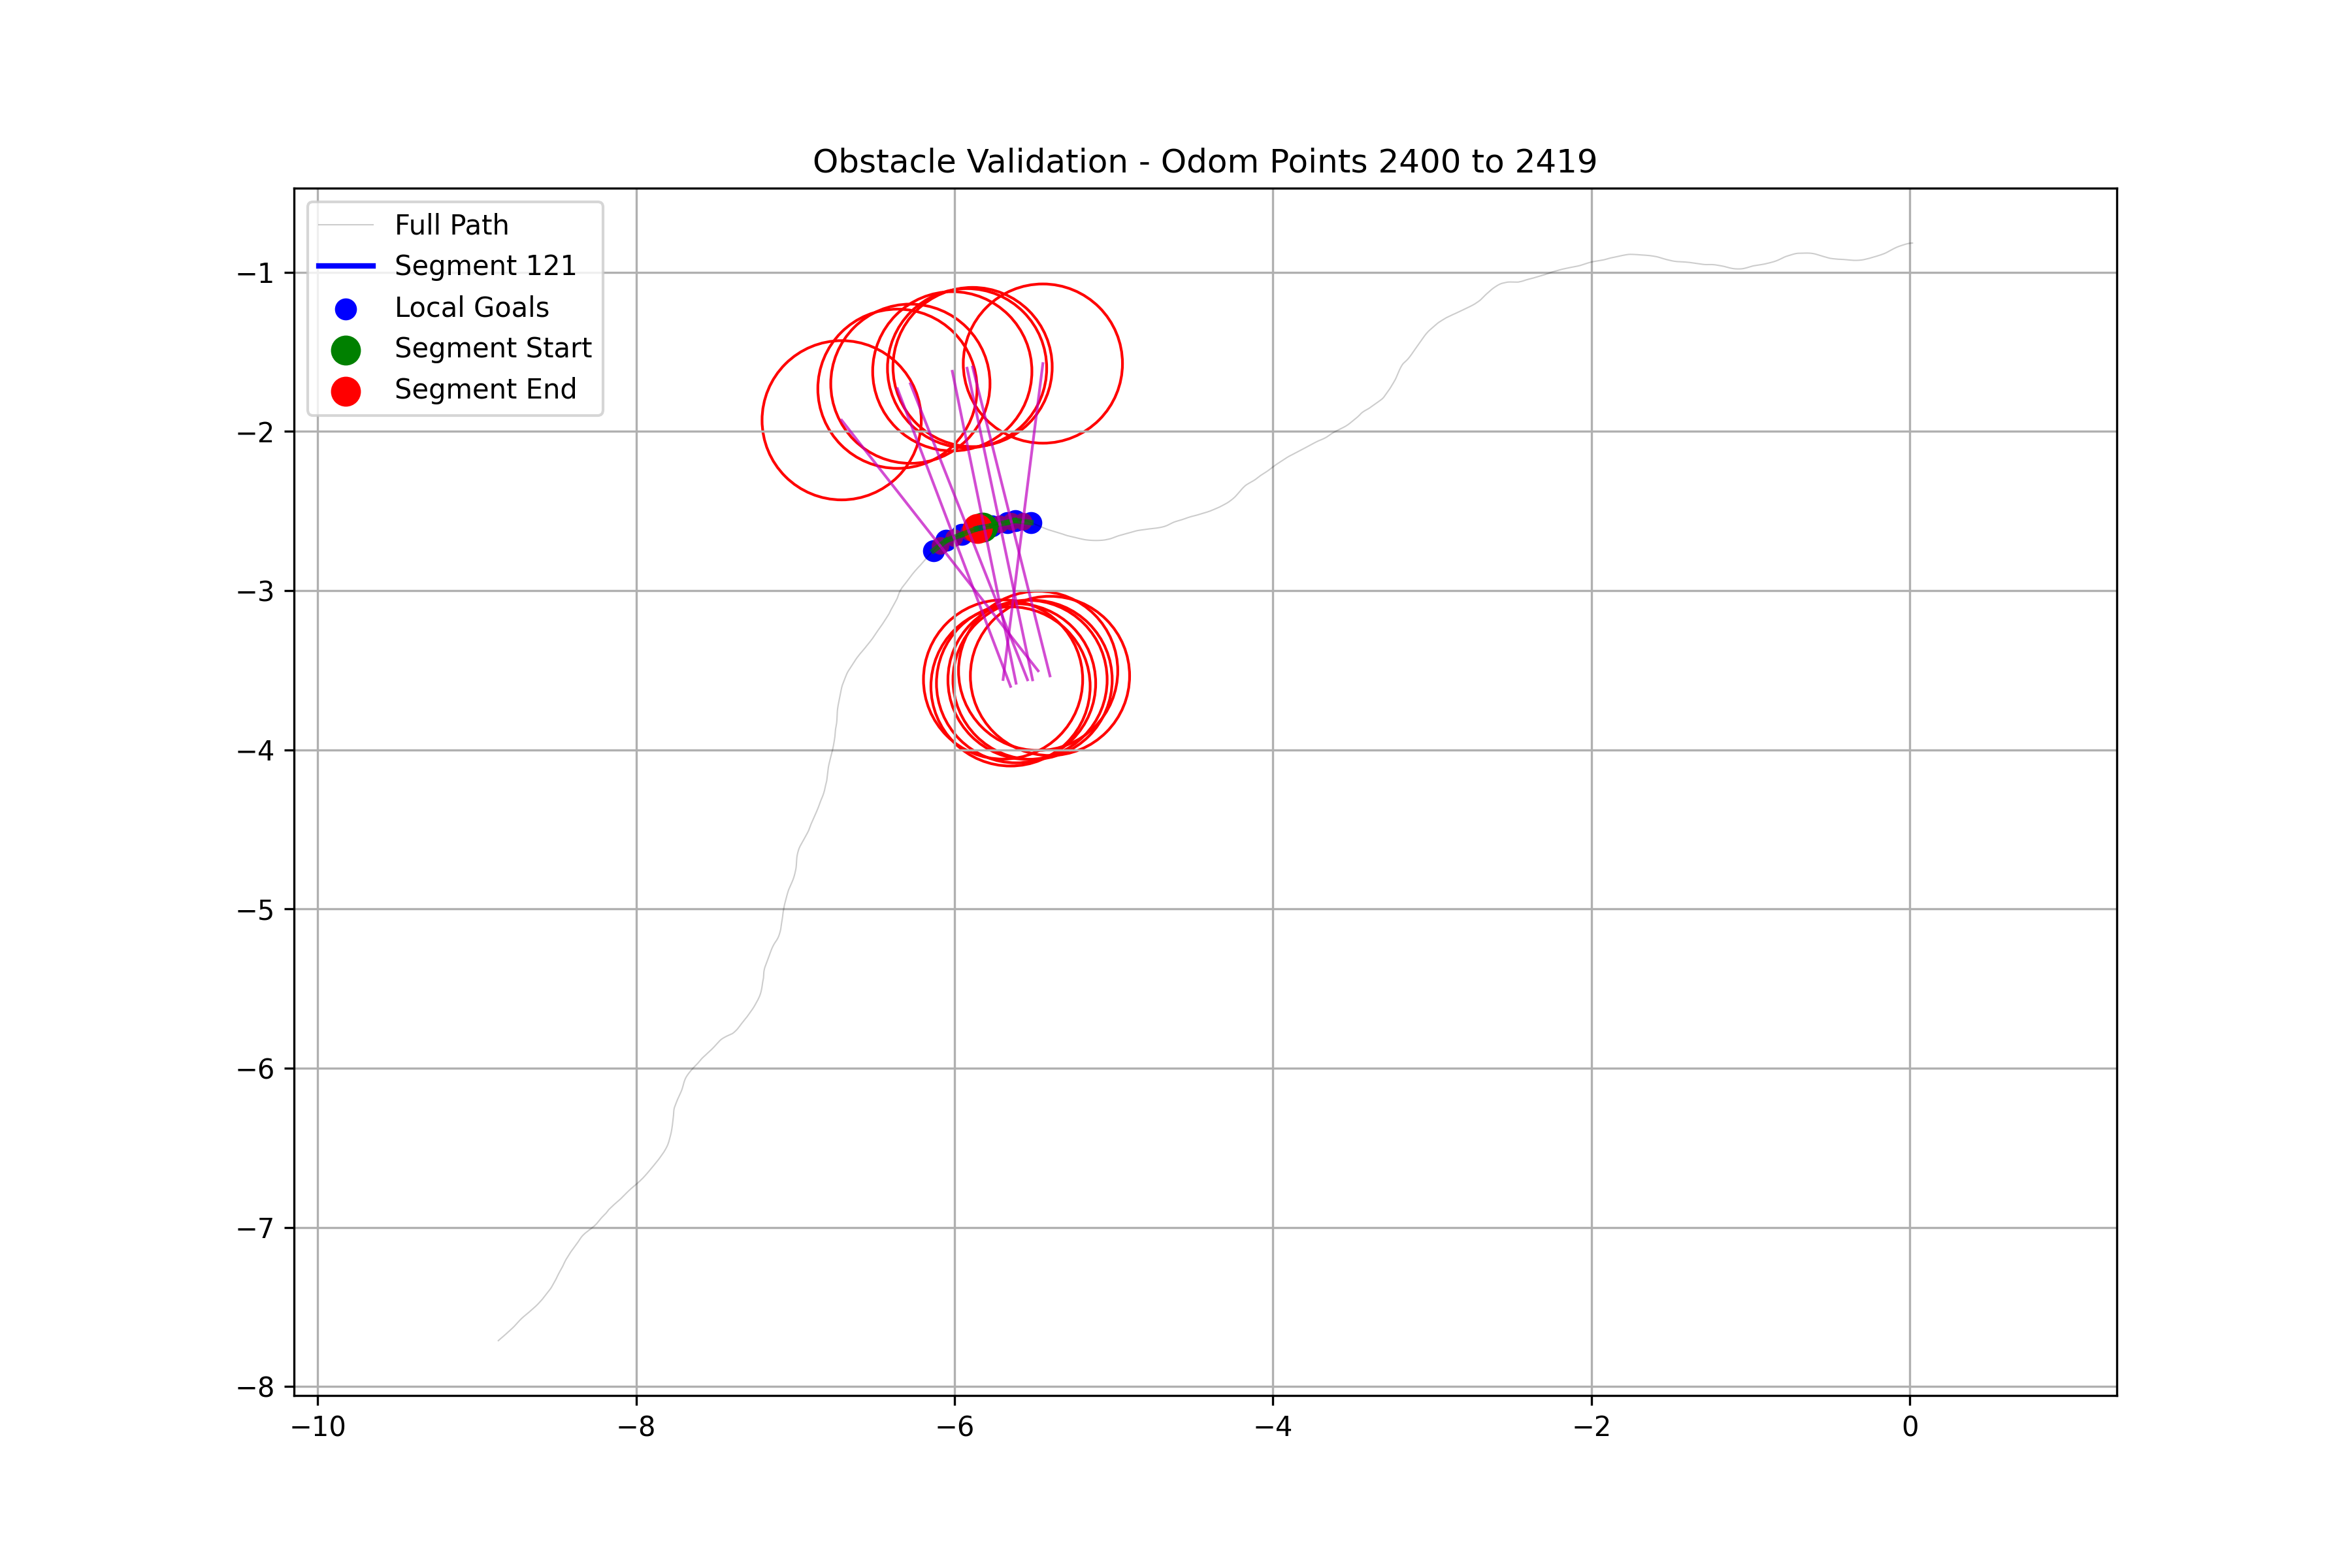 Obstacle Validation - Odom Points 2400 to 2419
Full Path
Segment 121
Local Goals
Segment Start
Segment End
−1
−2
−3
−4
−5
−6
−7
−8
−10 −8 −6 −4 −2 0